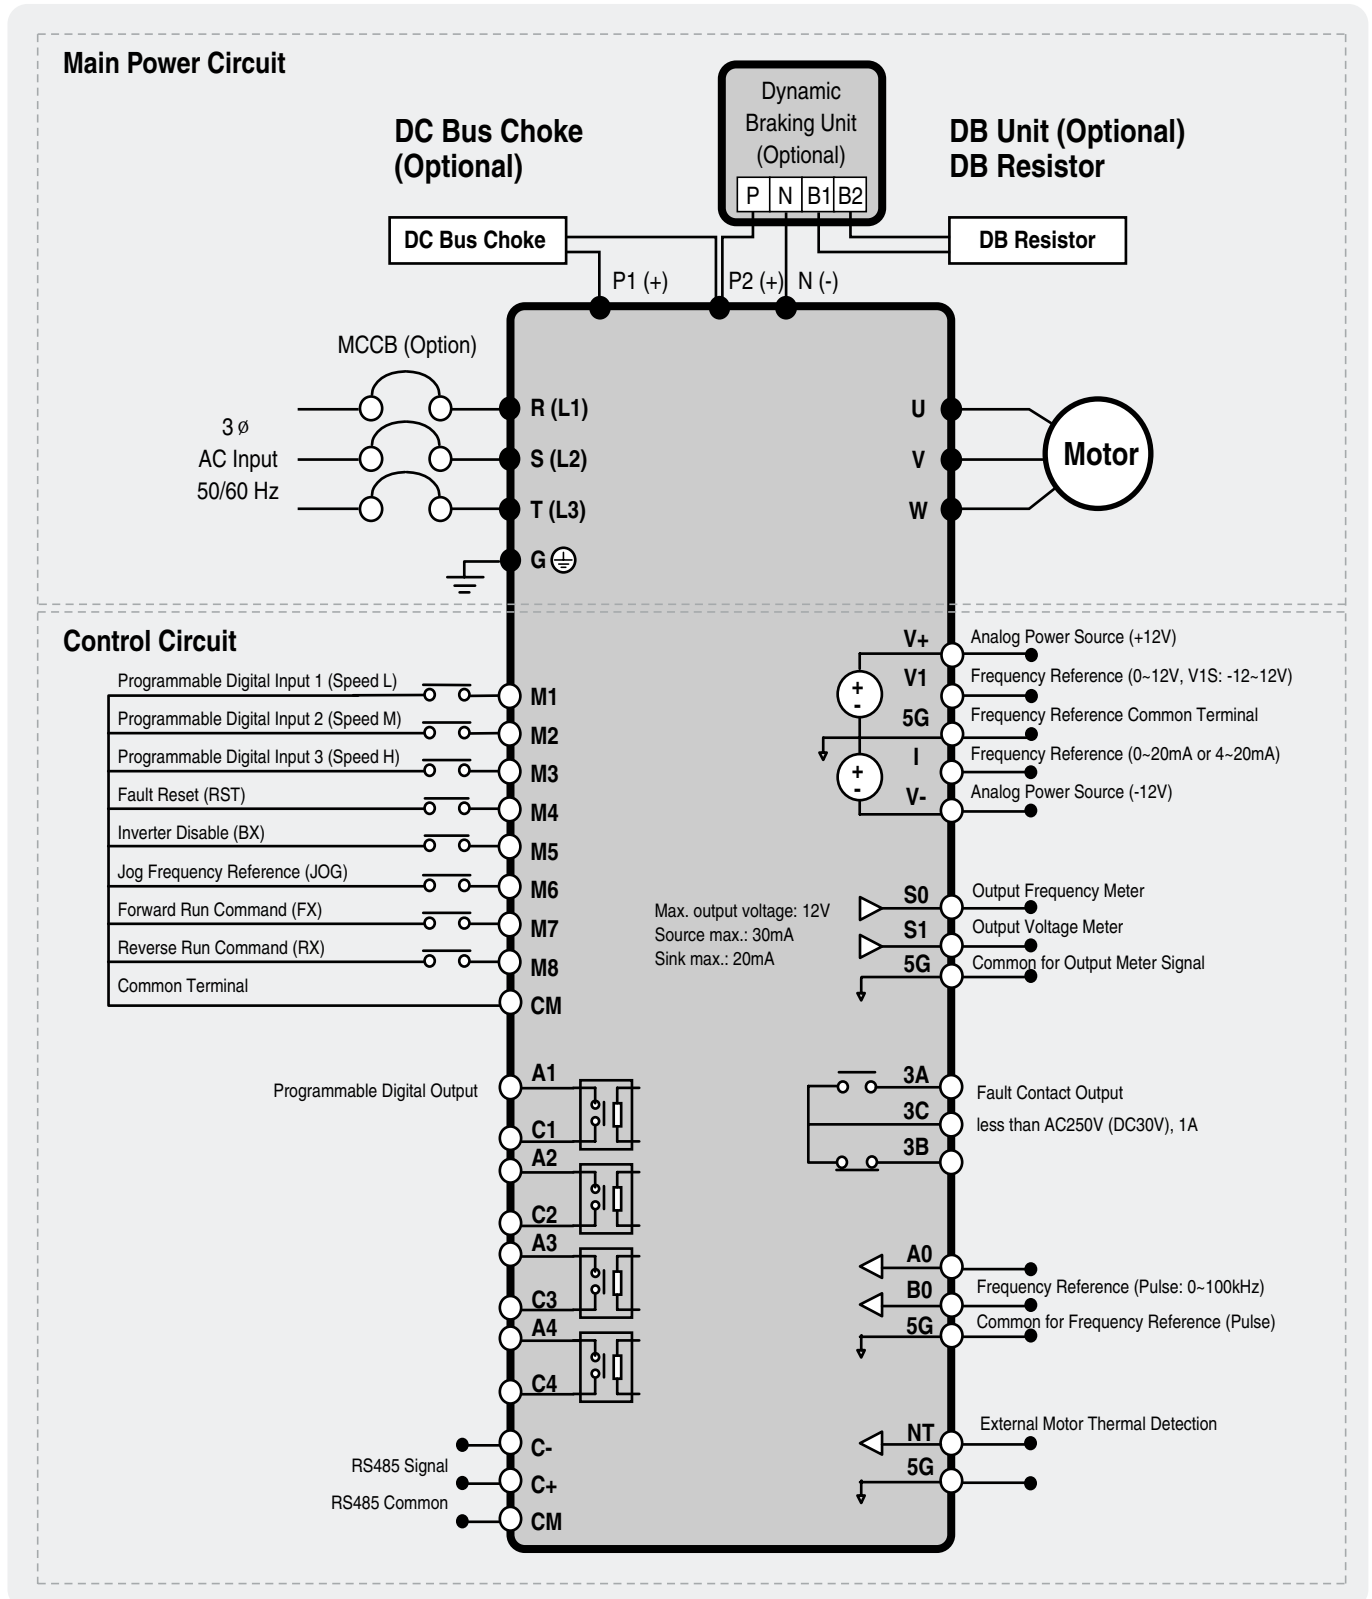 Main Power Circuit
Dynamic
Braking Unit
(Optional)
P N B1 B2
DC Bus Choke
(Optional)
DB Unit (Optional)
DB Resistor
DC Bus Choke
DB Resistor
P1 (+)
P2 (+)
N (-)
MCCB (Option)
3 ø
AC Input
50/60 Hz
R (L1)
S (L2)
T (L3)
G
U
V
W
Motor
Control Circuit
Programmable Digital Input 1 (Speed L)
M1
Programmable Digital Input 2 (Speed M)
M2
Programmable Digital Input 3 (Speed H)
M3
Fault Reset (RST)
M4
Inverter Disable (BX)
M5
Jog Frequency Reference (JOG)
M6
Forward Run Command (FX)
M7
Reverse Run Command (RX)
M8
Common Terminal
CM
V+
Analog Power Source (+12V)
V1
Frequency Reference (0~12V, V1S: -12~12V)
5G
Frequency Reference Common Terminal
I
Frequency Reference (0~20mA or 4~20mA)
V-
Analog Power Source (-12V)
+
-
+
-
Max. output voltage: 12V
Source max.: 30mA
Sink max.: 20mA
S0
Output Frequency Meter
S1
Output Voltage Meter
5G
Common for Output Meter Signal
Programmable Digital Output
A1
C1
A2
C2
A3
C3
A4
C4
3A
3C
3B
Fault Contact Output
less than AC250V (DC30V), 1A
A0
B0
Frequency Reference (Pulse: 0~100kHz)
5G
Common for Frequency Reference (Pulse)
NT
External Motor Thermal Detection
5G
RS485 Signal
RS485 Common
C-
C+
CM